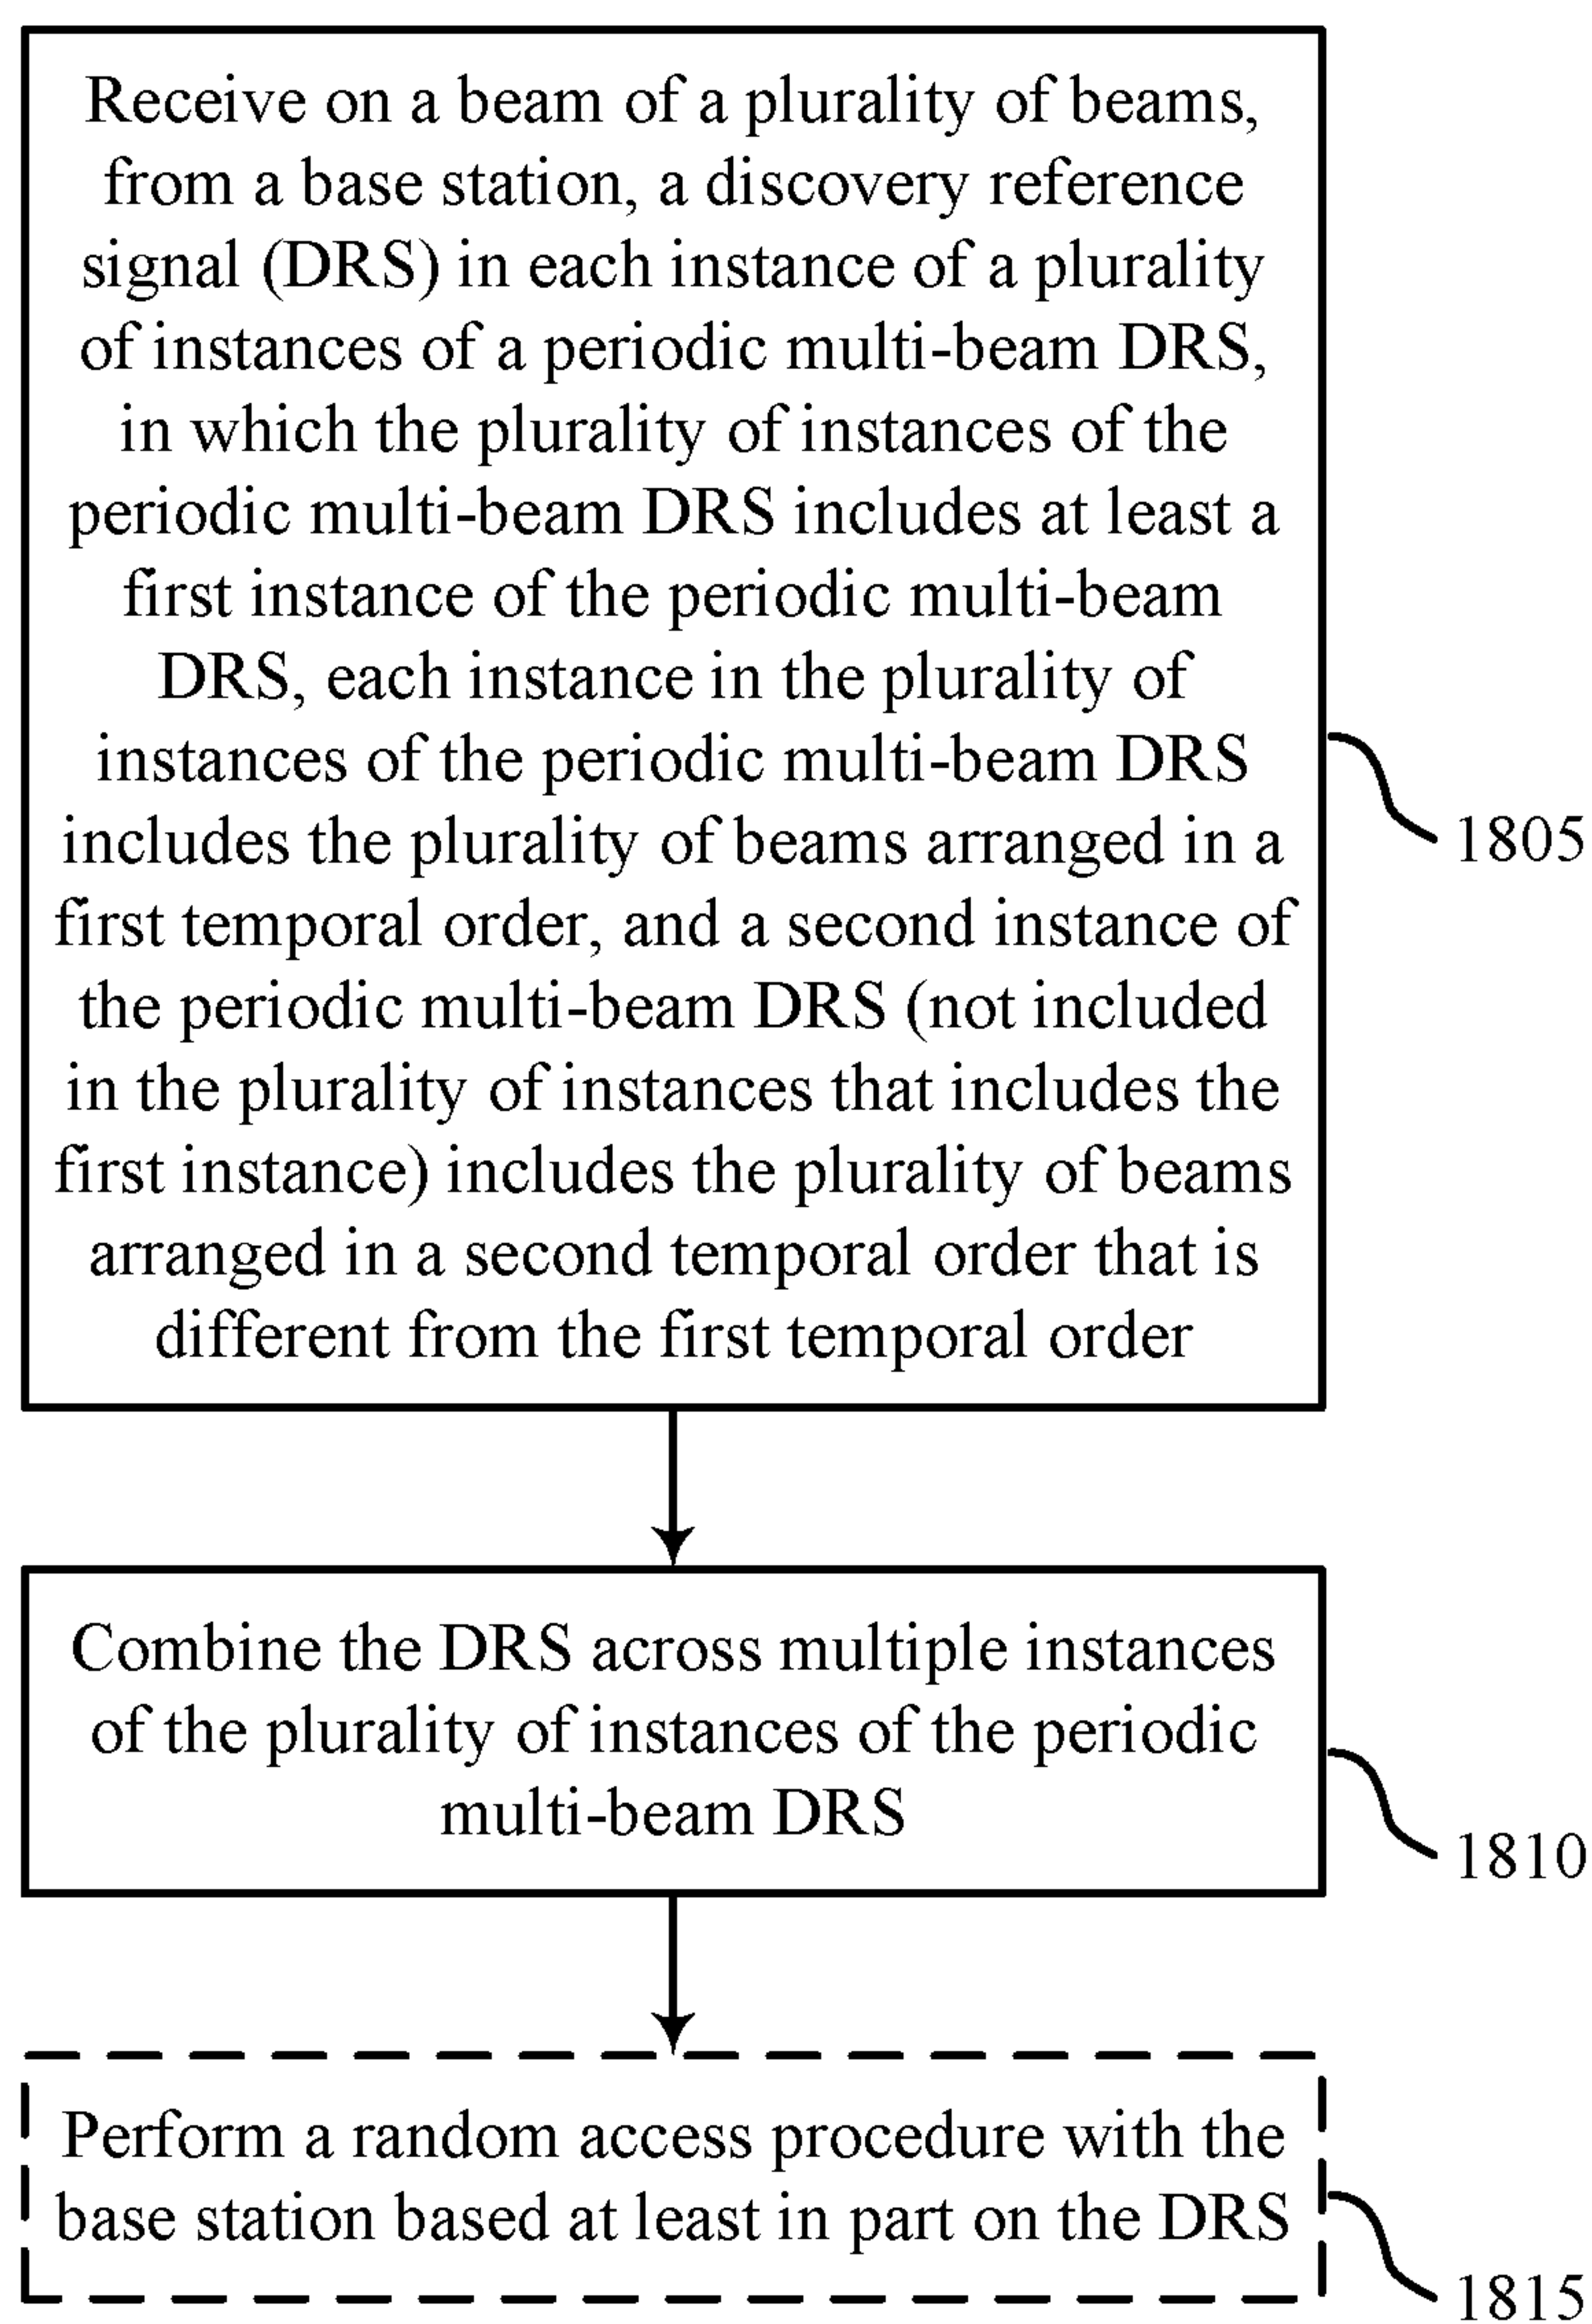 Receive on a beam of a plurality of beams,
from a base station, a discovery reference
signal (DRS) in each instance of a plurality
of instances of a periodic multi-beam DRS,
in which the plurality of instances of the
periodic multi-beam DRS includes at least a
first instance of the periodic multi-beam
DRS, each instance in the plurality of
instances of the periodic multi-beam DRS
includes the plurality of beams arranged in a
first temporal order, and a second instance of
the periodic multi-beam DRS (not included
in the plurality of instances that includes the
first instance) includes the plurality of beams
arranged in a second temporal order that is
different from the first temporal order
1805
Combine the DRS across multiple instances
of the plurality of instances of the periodic
multi-beam DRS
1810
Perform a random access procedure with the
base station based at least in part on the DRS
1815